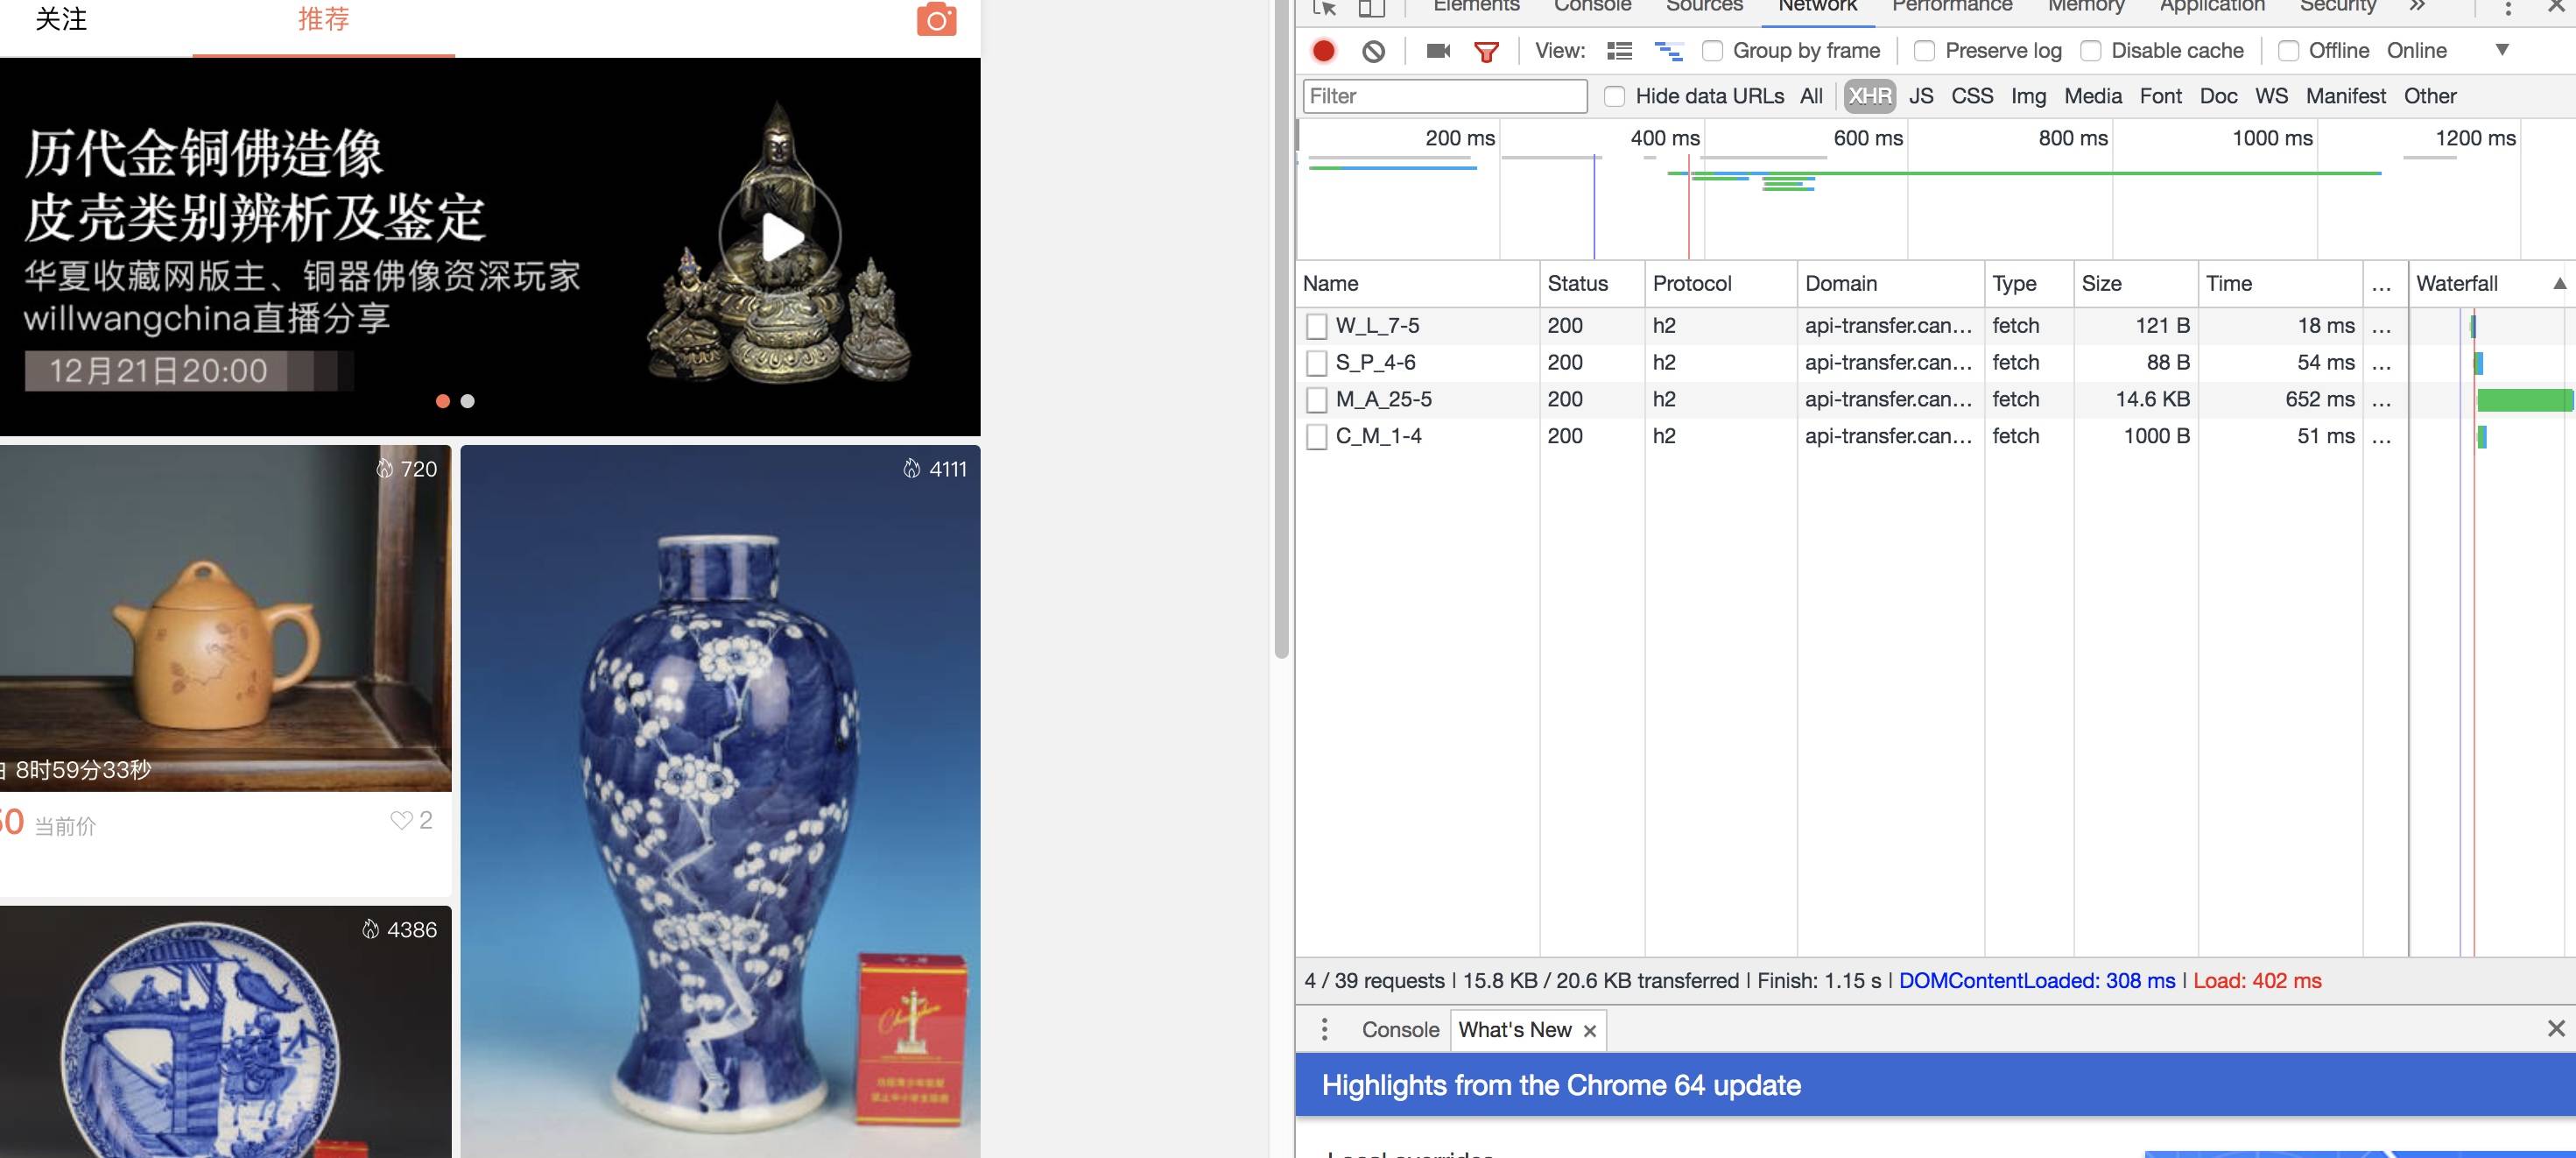 关注
推荐
历代金铜佛造像
皮壳类别辨析及鉴定
华夏收藏网版主、铜器佛像资深玩家
willwangchina直播分享
12月21日20:00
720
4111
8时59分33秒
当前价
2
4386
Elements Console Sources Network Performance Memory Application Security »
View: Group by frame Preserve log Disable cache Offline Online
Filter Hide data URLs All XHR JS CSS Img Media Font Doc WS Manifest Other
200 ms 400 ms 600 ms 800 ms 1000 ms 1200 ms
Name Status Protocol Domain Type Size Time ... Waterfall
W_L_7-5 200 h2 api-transfer.can... fetch 121 B 18 ms ...
S_P_4-6 200 h2 api-transfer.can... fetch 88 B 54 ms ...
M_A_25-5 200 h2 api-transfer.can... fetch 14.6 KB 652 ms ...
C_M_1-4 200 h2 api-transfer.can... fetch 1000 B 51 ms ...
4 / 39 requests | 15.8 KB / 20.6 KB transferred | Finish: 1.15 s | DOMContentLoaded: 308 ms | Load: 402 ms
Console What's New ×
Highlights from the Chrome 64 update